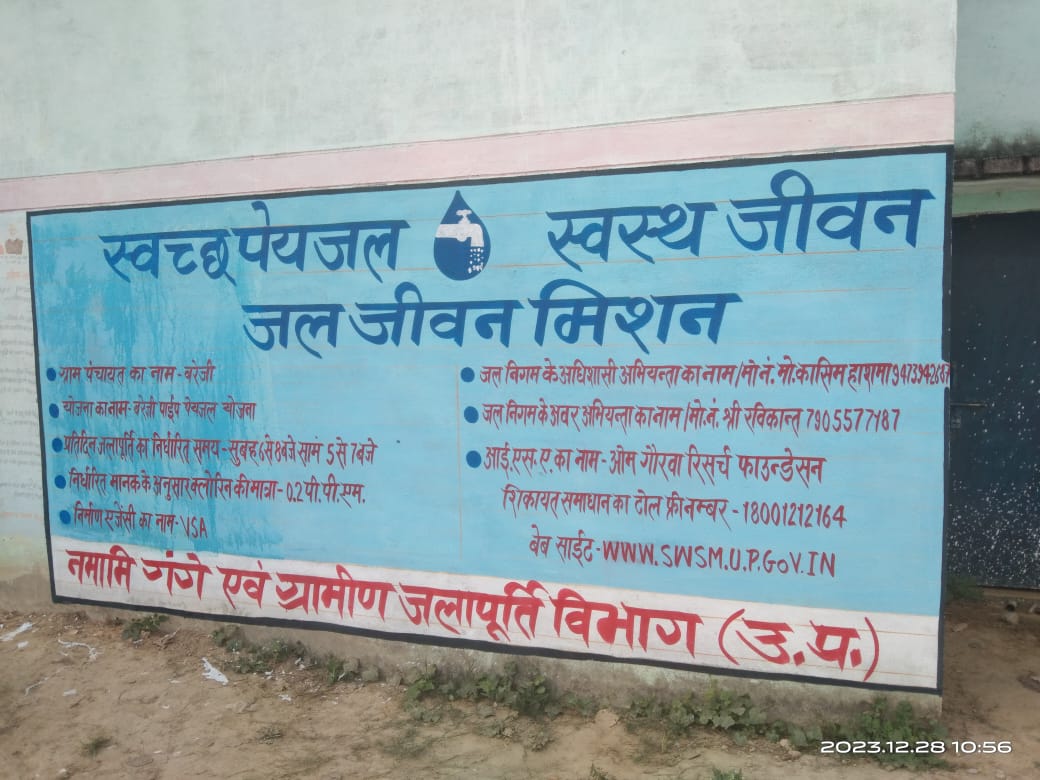 स्वच्छ पेयजल स्वस्थ जीवन
जल जीवन मिशन
ग्राम पंचायत का नाम - बरेजी
योजना का नाम - बरेजी पाईप पेयजल योजना
प्रतिदिन जलापूर्ति का निर्धारित समय - सुबह 6 से 8 बजे सामं 5 से 7 बजे
निर्धारित मानक के अनुसार क्लोरिन की मात्रा - 0.2 पी.पी.एम.
निर्माण एजेंसी का नाम - VSA
जल निगम के अधिशासी अभियन्ता का नाम/मो नं. मो. कासिम हाशमी
जल निगम के अवर अभियन्ता का नाम/मो.नं. श्री रविकान्त 7905577187
आई.एस.ए. का नाम - ओम गौरवा रिसर्च फाउन्डेसन
शिकायत समाधान का टोल फ्री नम्बर - 18001212164
वेब साईट - WWW.SWSM.U.P.GOV.IN
नमामि गंगे एवं ग्रामीण जलापूर्ति विभाग (उ.प्र.)
2023.12.28 10:56